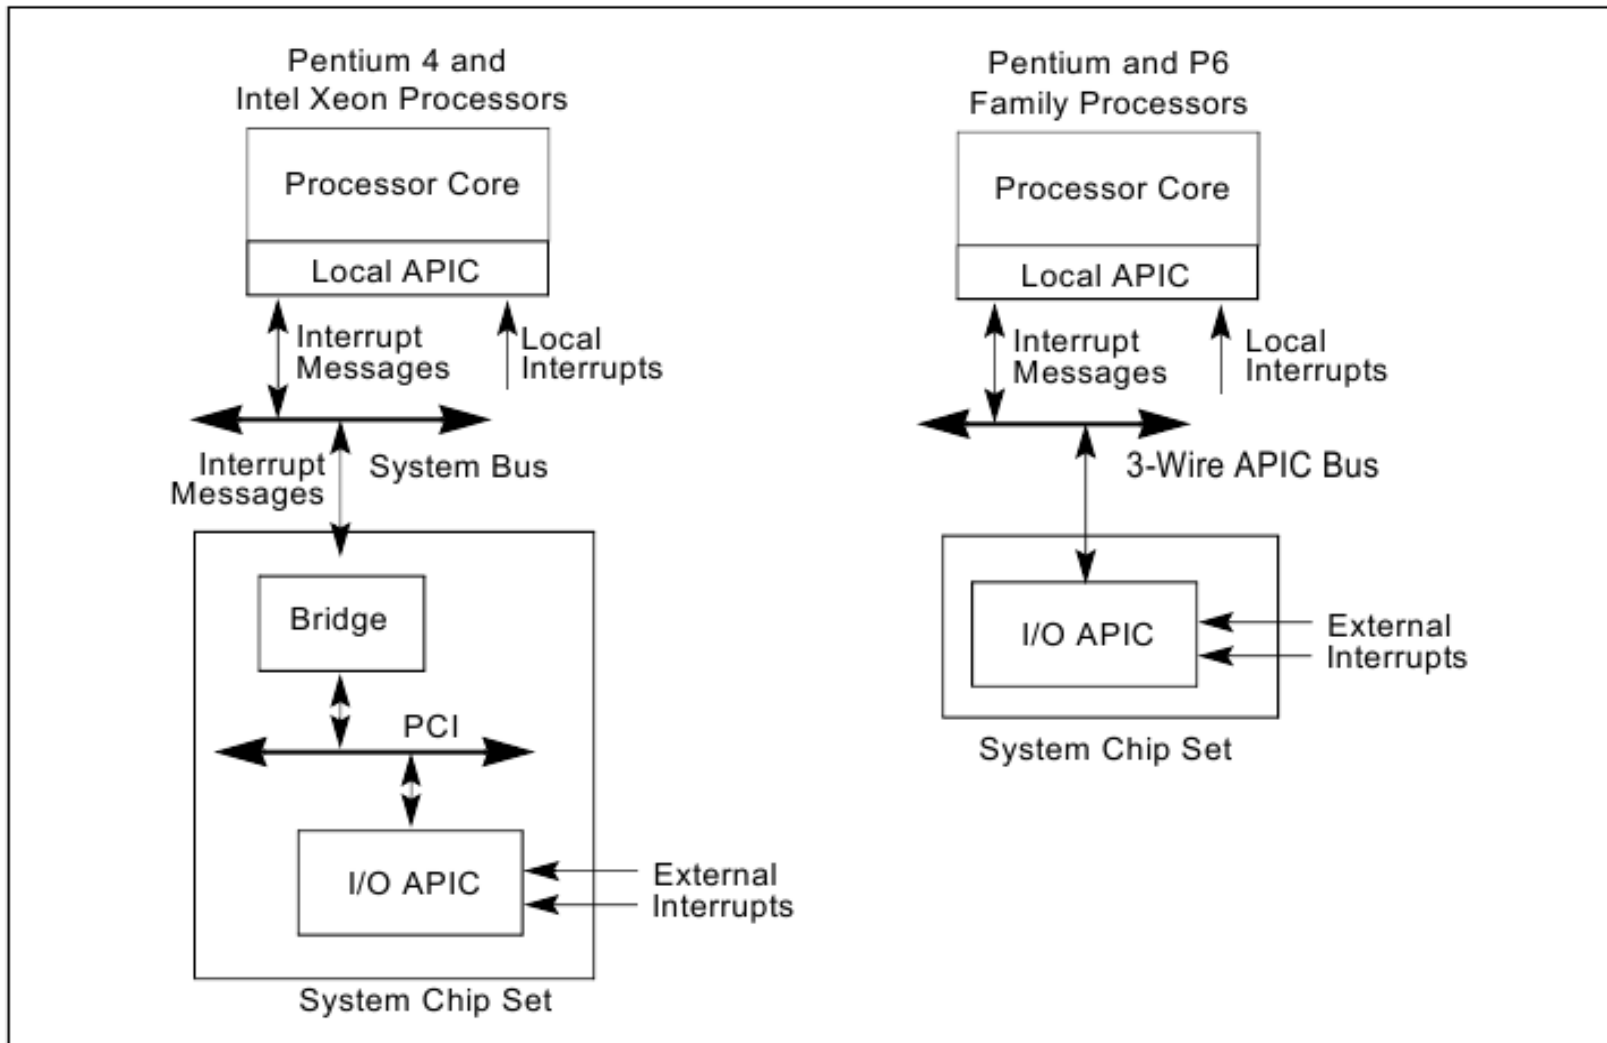 Pentium 4 and
Intel Xeon Processors
Processor Core
Local APIC
Interrupt
Messages
Local
Interrupts
Interrupt
Messages
System Bus
Bridge
PCI
I/O APIC
External
Interrupts
System Chip Set
Pentium and P6
Family Processors
Processor Core
Local APIC
Interrupt
Messages
Local
Interrupts
3-Wire APIC Bus
I/O APIC
External
Interrupts
System Chip Set